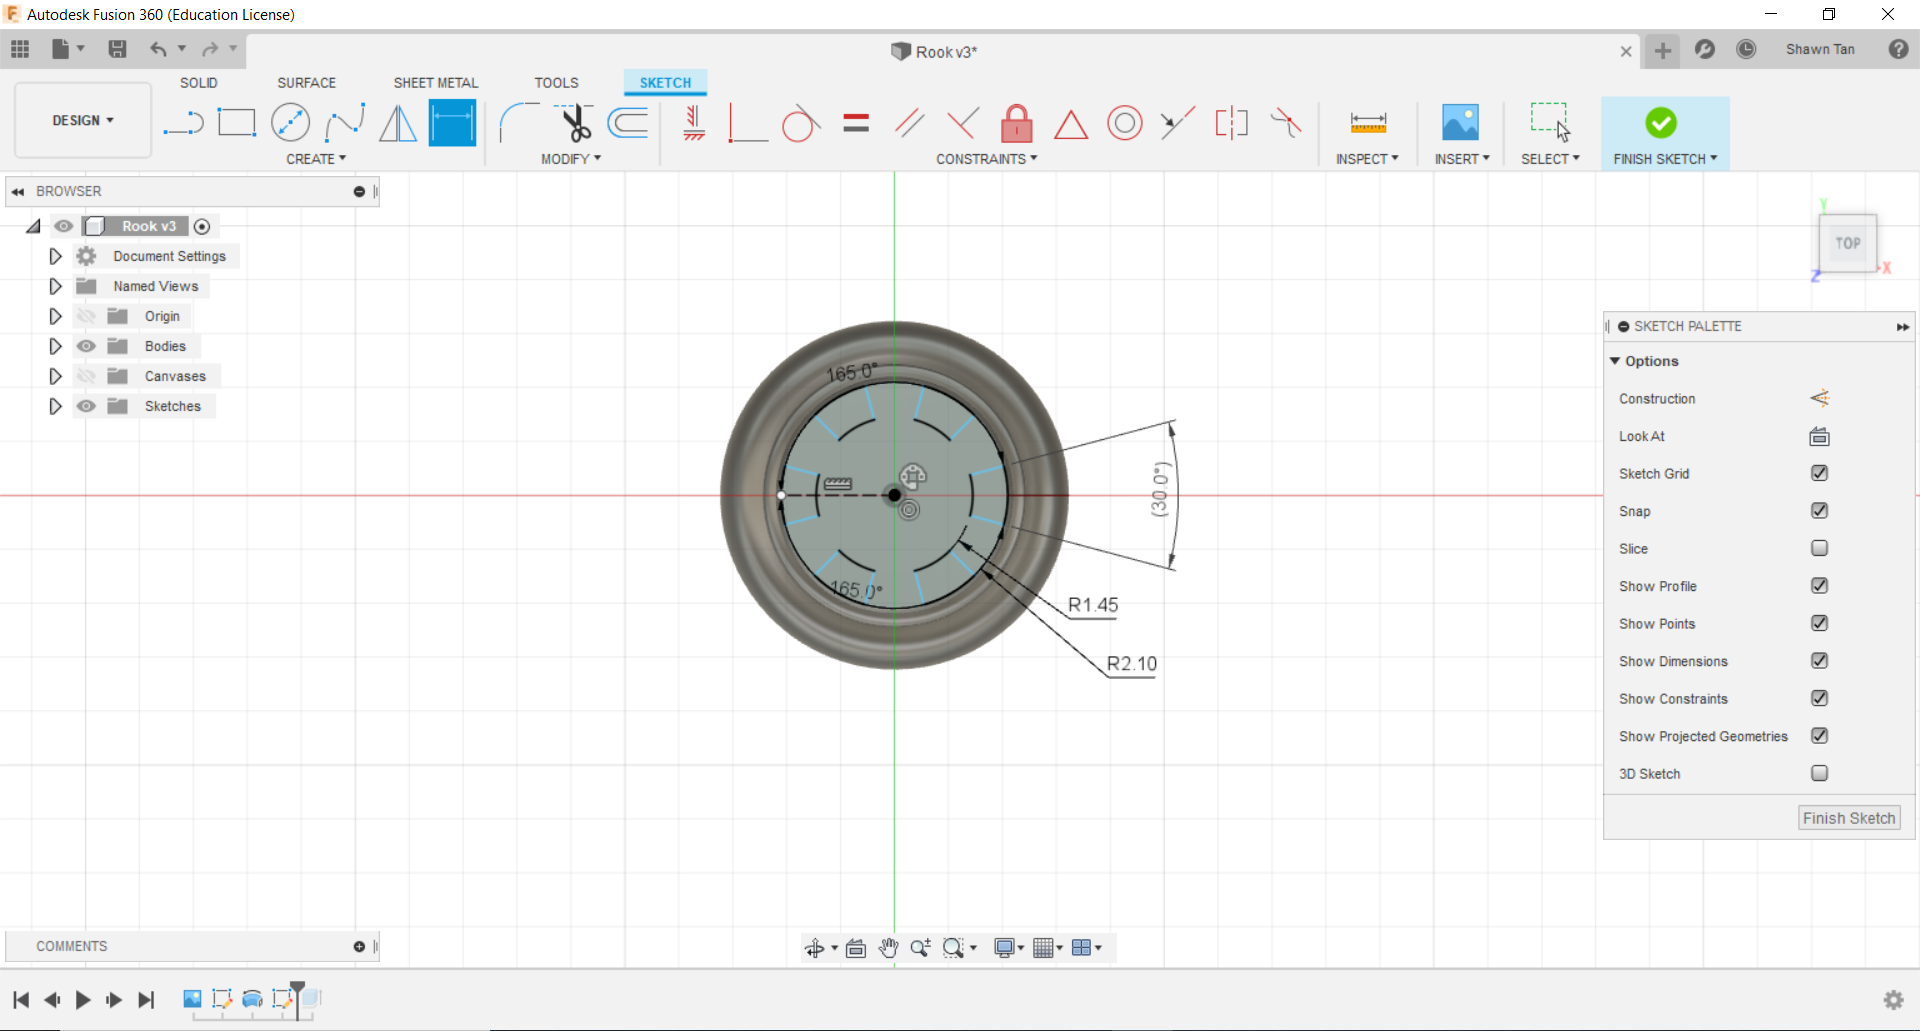 Autodesk Fusion 360 (Education License)
Rook v3*
Shawn Tan
SOLID
SURFACE
SHEET METAL
TOOLS
SKETCH
DESIGN
CREATE
MODIFY
CONSTRAINTS
INSPECT
INSERT
SELECT
FINISH SKETCH
BROWSER
Rook v3
Document Settings
Named Views
Origin
Bodies
Canvases
Sketches
Y
TOP
X
Z
165.0°
(30.0°)
165.0°
R1.45
R2.10
SKETCH PALETTE
Options
Construction
Look At
Sketch Grid
Snap
Slice
Show Profile
Show Points
Show Dimensions
Show Constraints
Show Projected Geometries
3D Sketch
Finish Sketch
COMMENTS